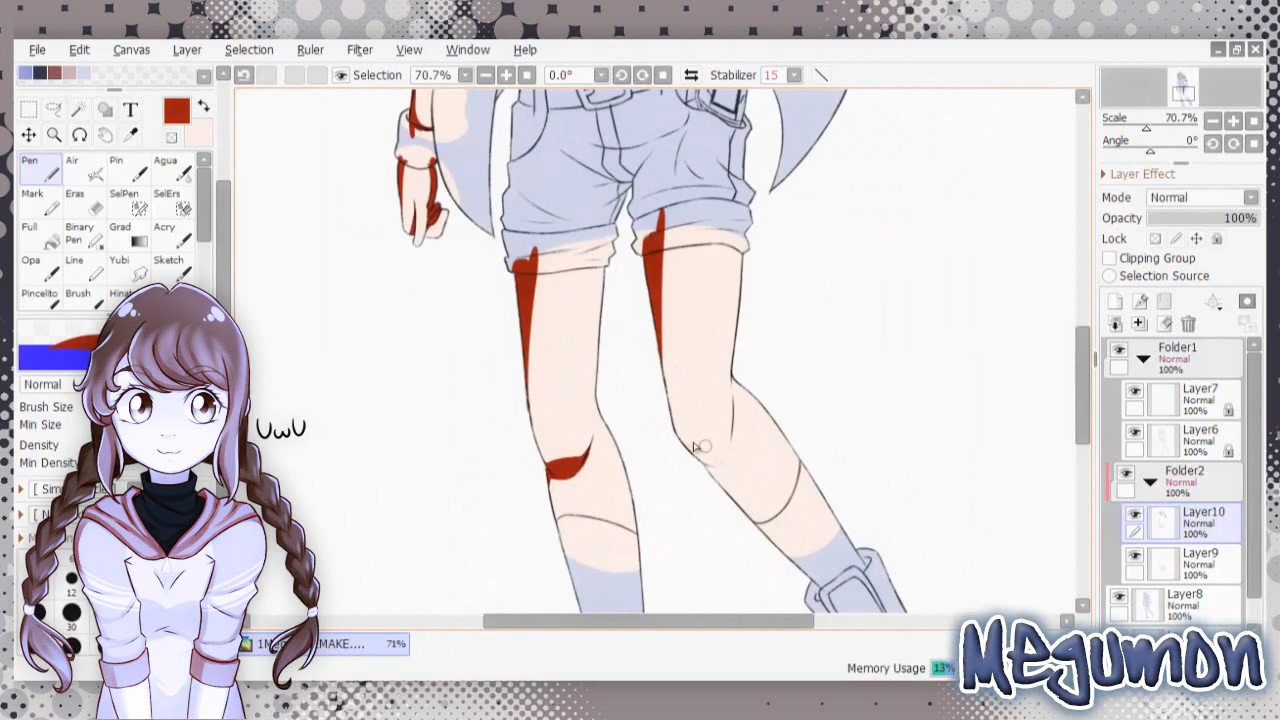 File Edit Canvas Layer Selection Ruler Filter View Window Help
Selection 70.7% 0.0° Stabilizer 15
T
Scale 70.7%
Angle 0°
Pen Air Pin Agua
Mark Eras SelPen SelErs
Full Binary Pen Grad Acry
Opa Line Yubi Sketch
Pincelito Brush
Layer Effect
Mode Normal
Opacity 100%
Lock
Clipping Group
Selection Source
Folder1
Normal
100%
Layer7
Normal
100%
Layer6
Normal
100%
Folder2
Normal
100%
Layer10
Normal
100%
Layer9
Normal
100%
Layer8
Normal
100%
Normal
Brush Size
Min Size
Density
Min Density
UwU
12
30
71%
Memory Usage 13%
Megumon